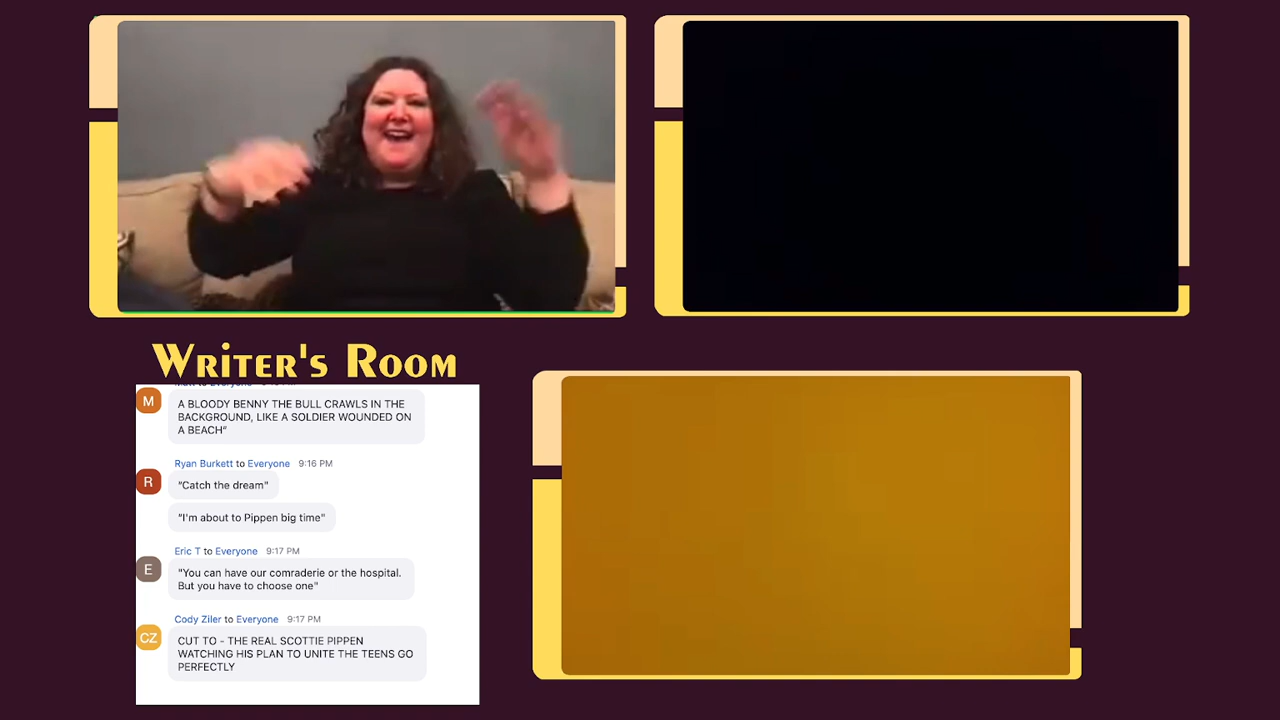 Writer's Room
to Everyone
M
A BLOODY BENNY THE BULL CRAWLS IN THE
BACKGROUND, LIKE A SOLDIER WOUNDED ON
A BEACH"
Ryan Burkett to Everyone 9:16 PM
R
"Catch the dream"
"I'm about to Pippen big time"
Eric T to Everyone 9:17 PM
E
"You can have our comraderie or the hospital.
But you have to choose one"
Cody Ziler to Everyone 9:17 PM
CZ
CUT TO - THE REAL SCOTTIE PIPPEN
WATCHING HIS PLAN TO UNITE THE TEENS GO
PERFECTLY